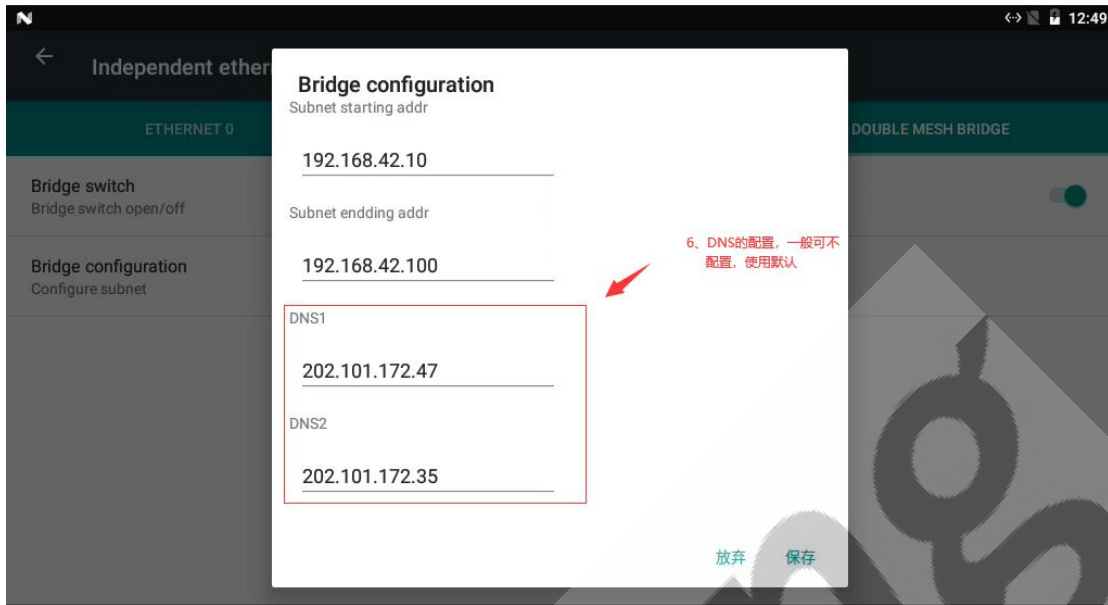 12:49
Independent ether
ETHERNET 0
DOUBLE MESH BRIDGE
Bridge switch
Bridge switch open/off
Bridge configuration
Configure subnet
Bridge configuration
Subnet starting addr
192.168.42.10
Subnet endding addr
192.168.42.100
DNS1
202.101.172.47
DNS2
202.101.172.35
6、DNS的配置，一般可不
配置，使用默认
放弃 保存